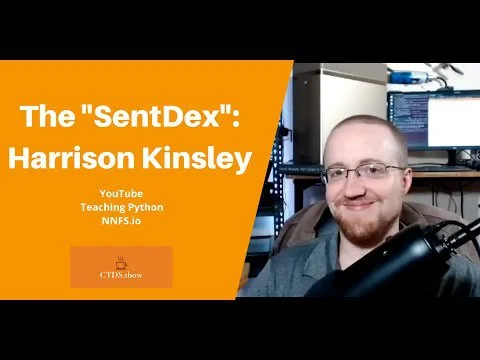 The "SentDex":
Harrison Kinsley
YouTube
Teaching Python
NNFS.io
CTDS.show